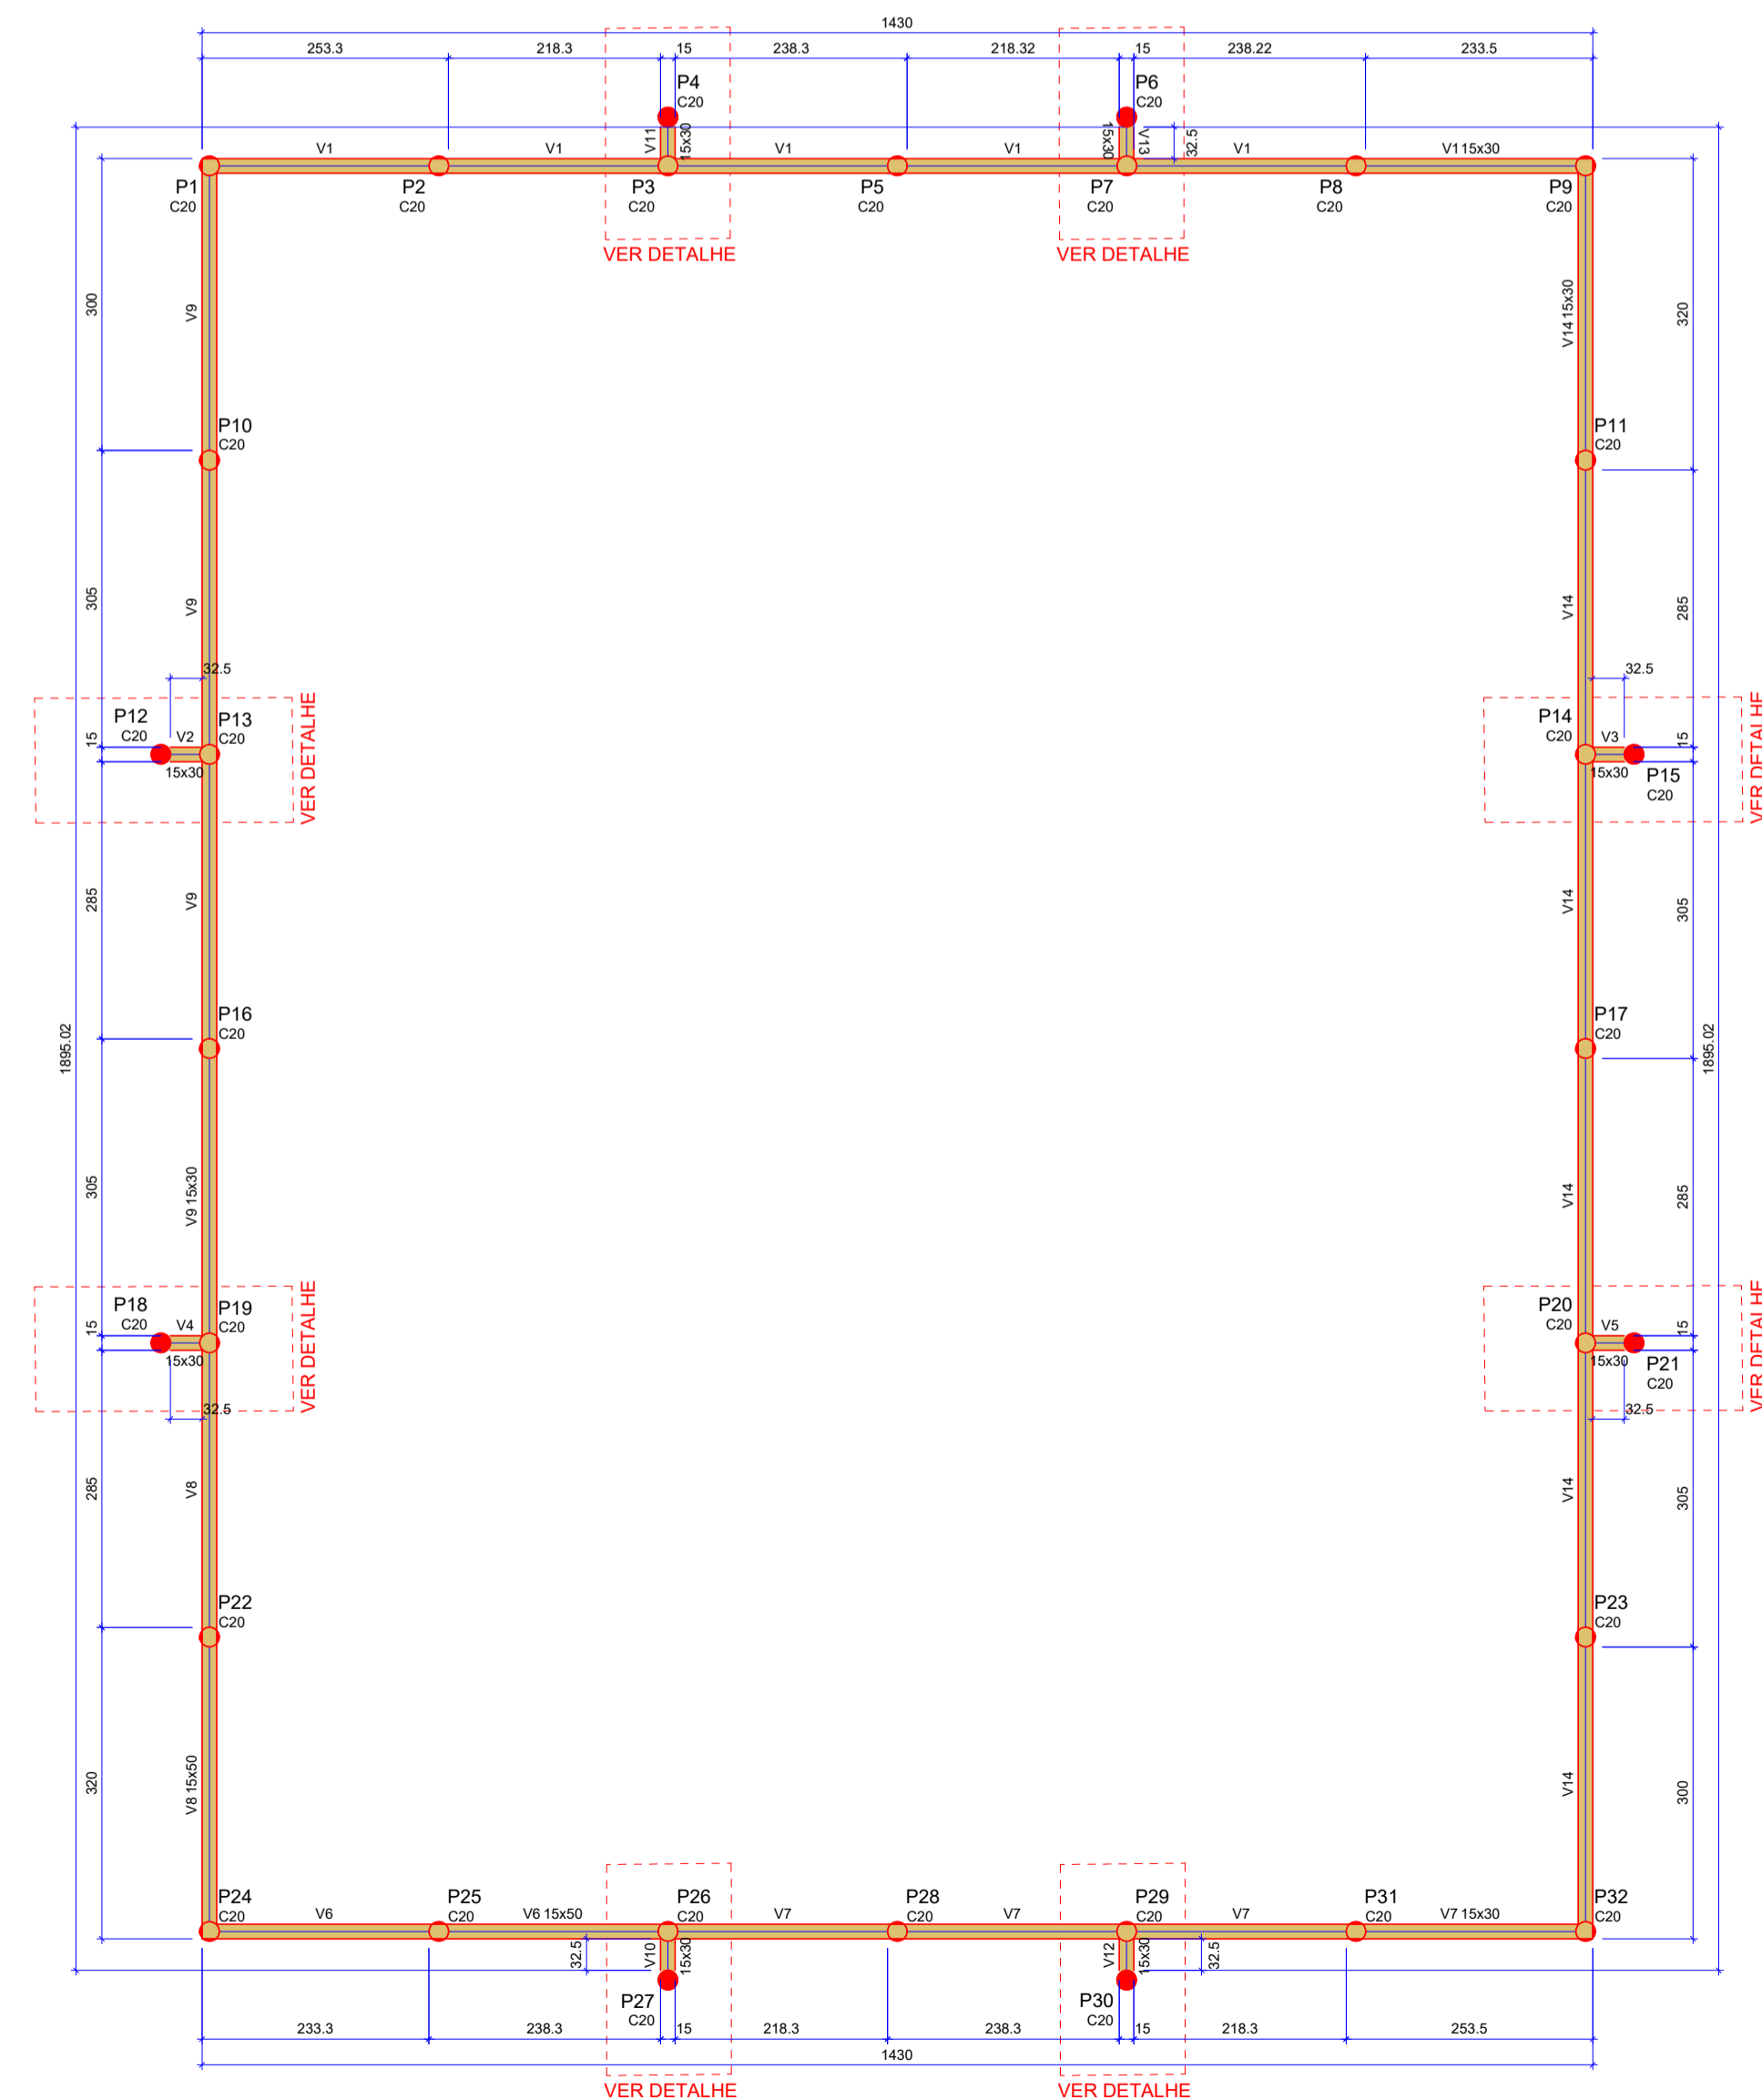 1430
253.3 218.3 15 238.3 218.32 15 238.22 233.5
P4
C20
P6
C20
V11
15x30
15x30
V13
32.5
V1 V1 V1 V1 V1 V1 15x30
P1
C20
P2
C20
P3
C20
P5
C20
P7
C20
P8
C20
P9
C20
VER DETALHE
VER DETALHE
300
V9
V14 15x30
320
P10
C20
P11
C20
305
V9
V14
285
32.5
32.5
P12
C20
P13
C20
15
V2
15x30
VER DETALHE
P14
C20
V3
15x30
15
P15
C20
VER DETALHE
285
V9
V14
305
P16
C20
P17
C20
1895.02
1895.02
305
V9 15x30
V14
285
P18
C20
P19
C20
15
V4
15x30
VER DETALHE
32.5
P20
C20
V5
15x30
15
P21
C20
VER DETALHE
32.5
285
V8
V14
305
P22
C20
P23
C20
320
V8 15x50
V14
300
P24
C20
P25
C20
P26
C20
P28
C20
P29
C20
P31
C20
P32
C20
V6 V6 15x50 V7 V7 V7 V7 15x30
32.5
V10
15x30
V12
15x30
32.5
P27
C20
P30
C20
233.3 238.3 15 218.3 238.3 15 218.3 253.5
1430
VER DETALHE
VER DETALHE